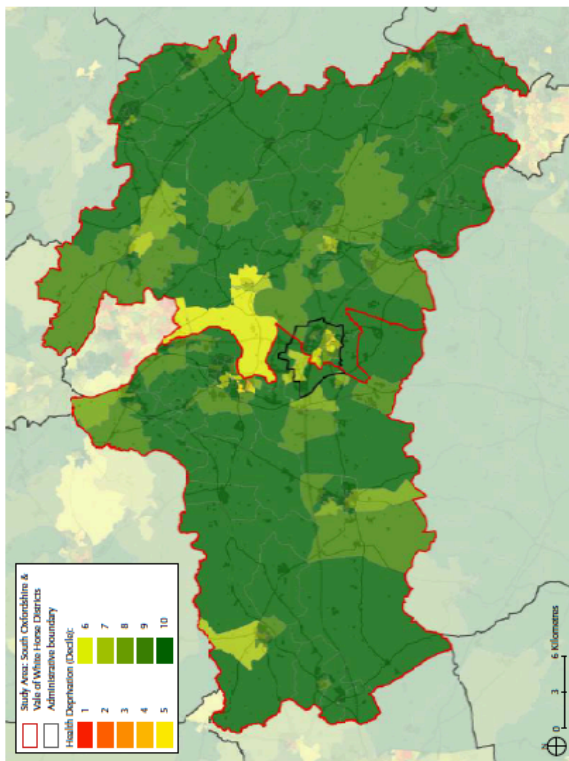 Study Area: South Oxfordshire &
Vale of White Horse Districts
Administrative boundary
Health Deprivation (Decile):
1
2
3
4
5
6
7
8
9
10
N
0 3 6 Kilometres